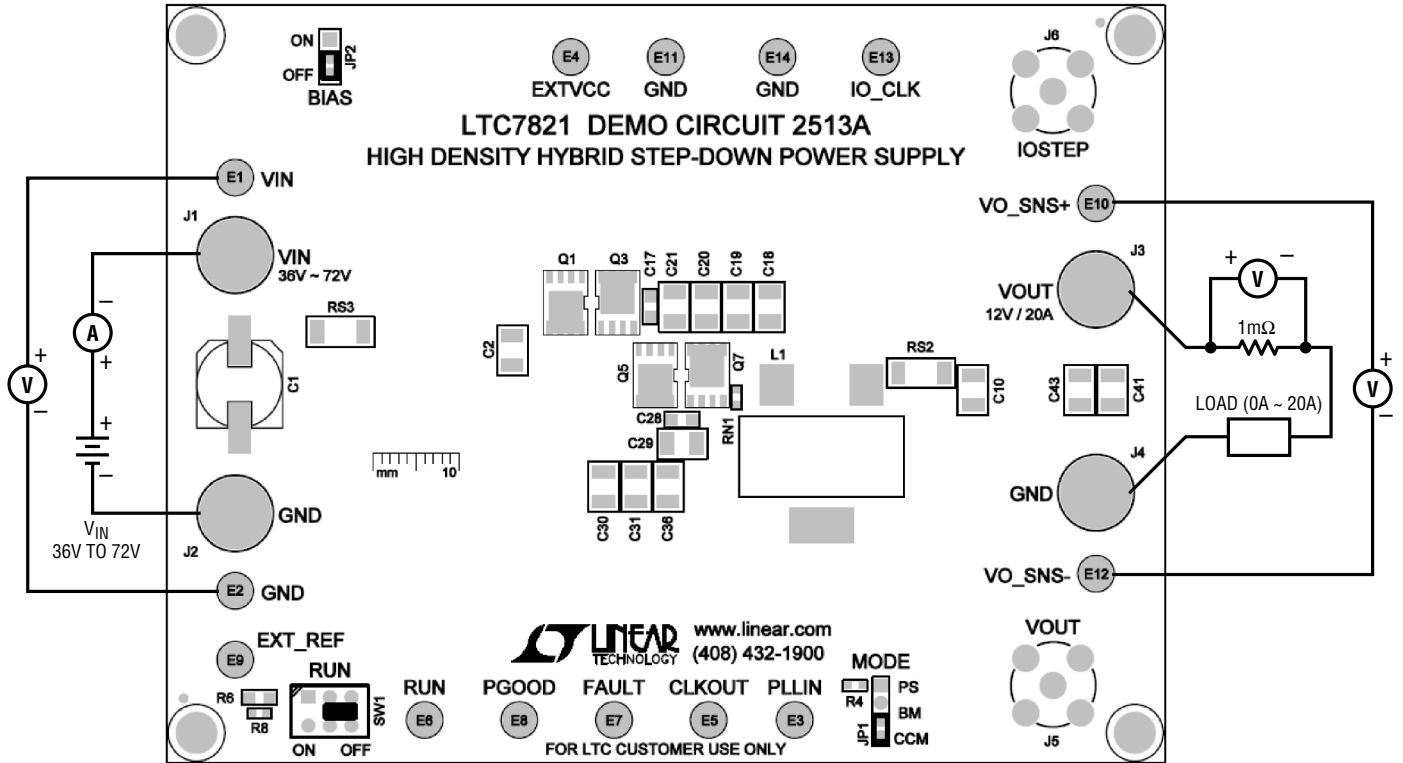 ON
OFF
JP2
BIAS
E4
EXTVCC
E11
GND
E14
GND
E13
IO_CLK
J6
IOSTEP
LTC7821 DEMO CIRCUIT 2513A
HIGH DENSITY HYBRID STEP-DOWN POWER SUPPLY
E1
VIN
J1
VIN
36V ~ 72V
RS3
C1
C2
Q1
Q3
C17
C21
C20
C19
C18
Q5
Q7
L1
RS2
C10
C28
C29
RN1
C30
C31
C36
mm
10
VO_SNS+
E10
J3
VOUT
12V / 20A
C43
C41
J4
GND
VO_SNS-
E12
+
–
V
1mΩ
LOAD (0A ~ 20A)
+
V
–
+
V
–
–
A
+
+
–
VIN
36V TO 72V
GND
J2
E2
GND
EXT_REF
E9
RUN
R6
R8
SW1
ON
OFF
RUN
E6
PGOOD
E8
FAULT
E7
CLKOUT
E5
PLLIN
E3
LINEAR
TECHNOLOGY
www.linear.com
(408) 432-1900
FOR LTC CUSTOMER USE ONLY
MODE
R4
PS
BM
CCM
JP1
VOUT
J5